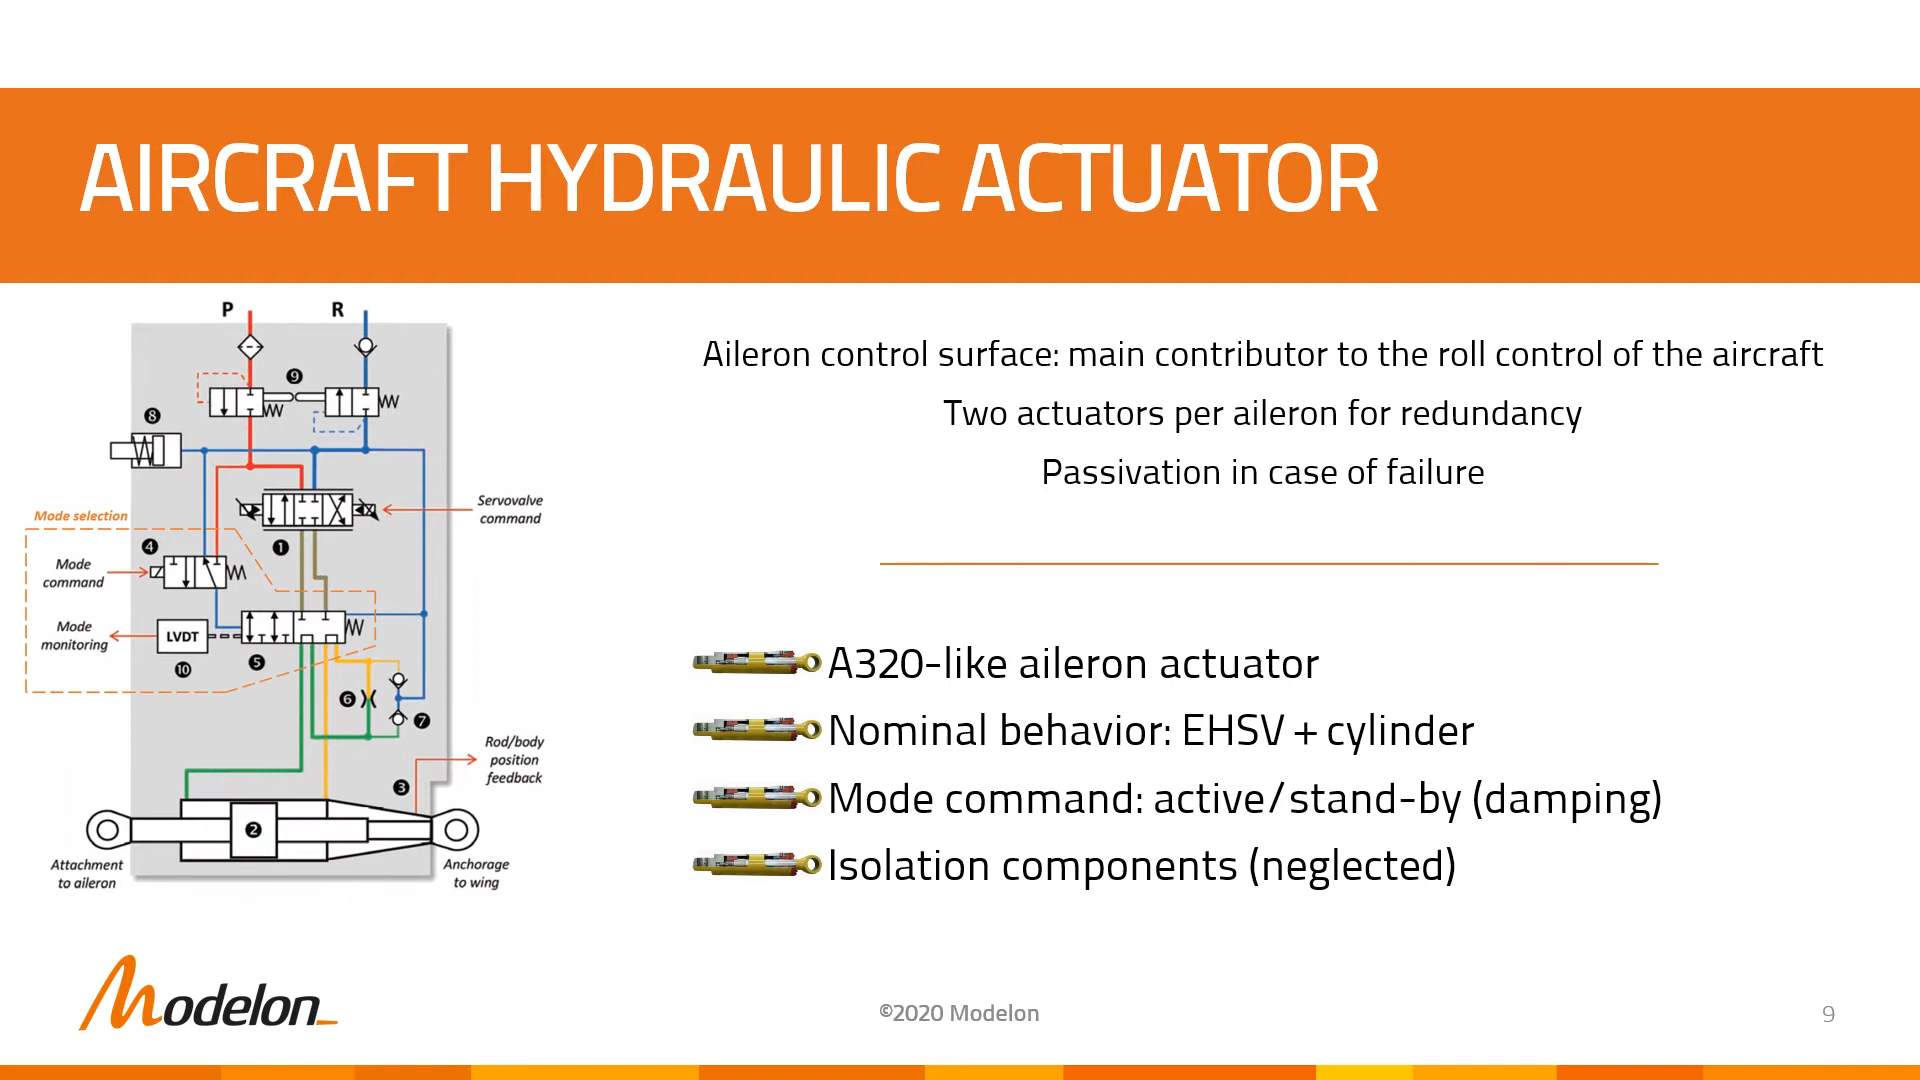 AIRCRAFT HYDRAULIC ACTUATOR
P
R
9
8
Servovalve
command
Mode selection
4
1
Mode
command
Mode
monitoring
LVDT
10
5
6
7
Rod/body
position
feedback
3
2
Attachment
to aileron
Anchorage
to wing
Aileron control surface: main contributor to the roll control of the aircraft
Two actuators per aileron for redundancy
Passivation in case of failure
A320-like aileron actuator
Nominal behavior: EHSV + cylinder
Mode command: active/stand-by (damping)
Isolation components (neglected)
Modelon
©2020 Modelon
9